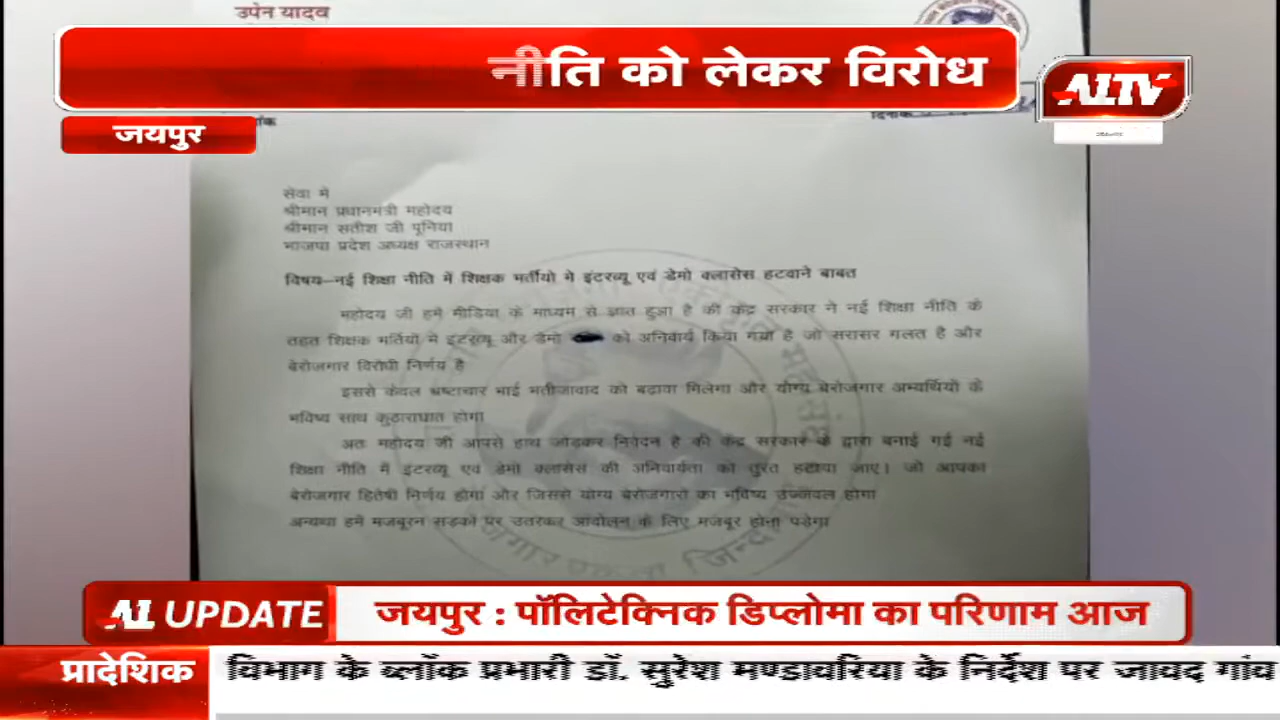 उपेन यादव
नीति को लेकर विरोध
ALTV
जयपुर
दिनांक
सेवा मे
श्रीमान प्रधानमत्री महोदय
श्रीमान सतीश जी पूनिया
भाजपा प्रदेश अध्यक्ष राजस्थान
विषय–नई शिक्षा नीति में शिक्षक भर्तीयो मे इंटरव्यू एवं डेमो क्लासेस हटवाने बाबत
महोदय जी हमे मीडिया के माध्यम से ज्ञात हुआ है की केंद्र सरकार ने नई शिक्षा नीति के
तहत शिक्षक भर्तियो मे इंटरव्यू और डेमो को अनिवार्य किया गया है जो सरासर गलत है और
बेरोजगार विरोधी निर्णय है
इससे केवल भ्रष्टाचार भाई भतीजावाद को बढावा मिलेगा और योग्य बेरोजगार अभ्यर्थियों के
भविष्य साथ कुठाराघात होगा
अतः महोदय जी आपसे हाथ जोडकर निवेदन है की केंद्र सरकार के द्वारा बनाई गई नई
शिक्षा नीति में इंटरव्यू एवं डेमो क्लासेस की अनिवार्यता को तुरंत हटाया जाए। जो आपका
बेरोजगार हितेषी निर्णय होगा और जिससे योग्य बेरोजगारो का भविष्य उज्जवल होगा
अन्यथा हमे मजबूरन सड़को पर उतरकर आंदोलन के लिए मजबूर होना पडेगा
AL UPDATE जयपुर : पॉलिटेक्निक डिप्लोमा का परिणाम आज
प्रादेशिक विभाग के ब्लॉक प्रभारी डॉ. सुरेश मण्डावरिया के निर्देश पर जावद गांव